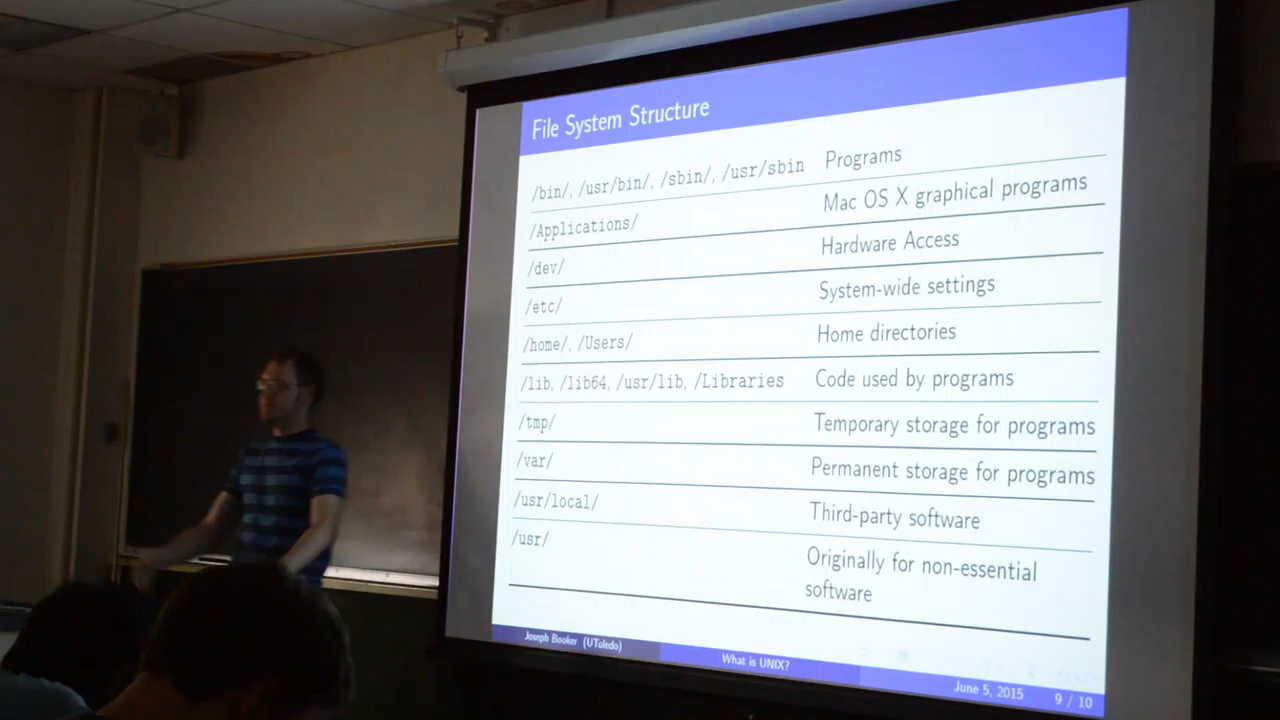 File System Structure
/bin/, /usr/bin/, /sbin/, /usr/sbin Programs
/Applications/ Mac OS X graphical programs
/dev/ Hardware Access
/etc/ System-wide settings
/home/, /Users/ Home directories
/lib, /lib64, /usr/lib, /Libraries Code used by programs
/tmp/ Temporary storage for programs
/var/ Permanent storage for programs
/usr/local/ Third-party software
/usr/ Originally for non-essential
software
Joseph Booker (UToledo) What is UNIX? June 5, 2015 9 / 10